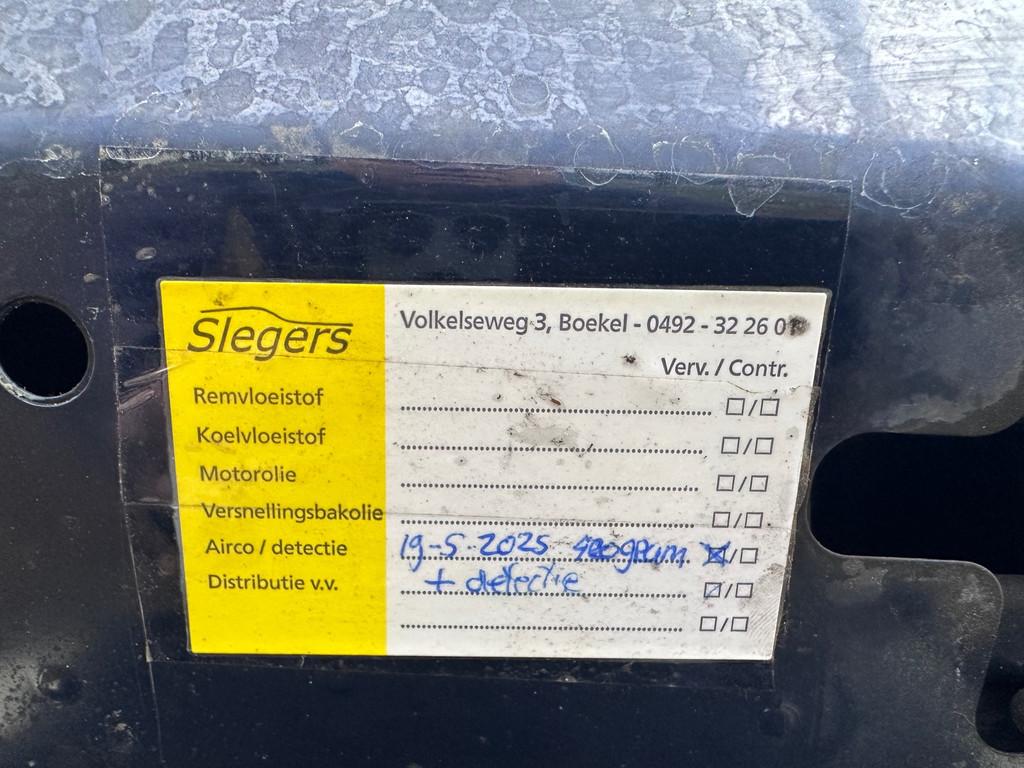 Slegers
Volkelseweg 3, Boekel - 0492 - 32 26 01
Verv. / Contr.
Remvloeistof
Koelvloeistof
Motorolie
Versnellingsbakolie
Airco / detectie 19-5-2025 gram
Distributie v.v. + detectie